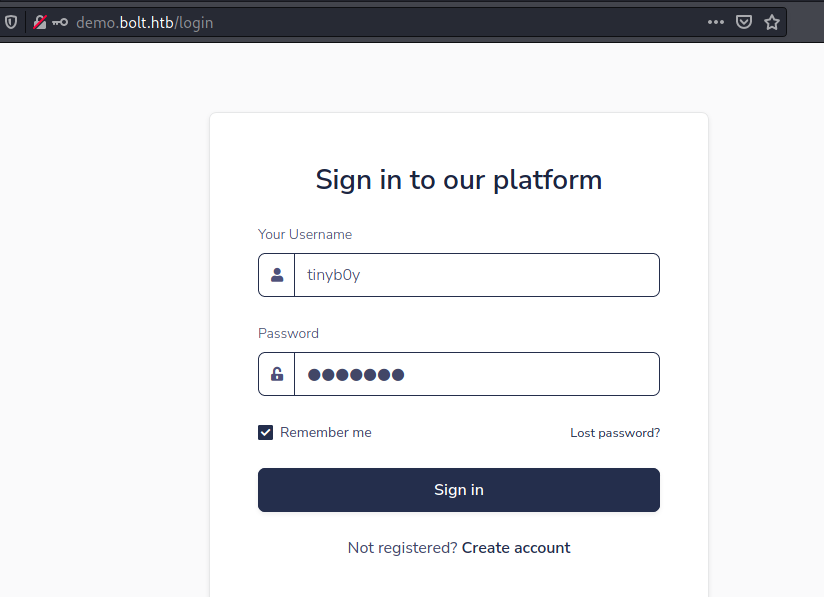 demo.bolt.htb/login
Sign in to our platform
Your Username
tinyb0y
Password
●●●●●●●
Remember me Lost password?
Sign in
Not registered? Create account